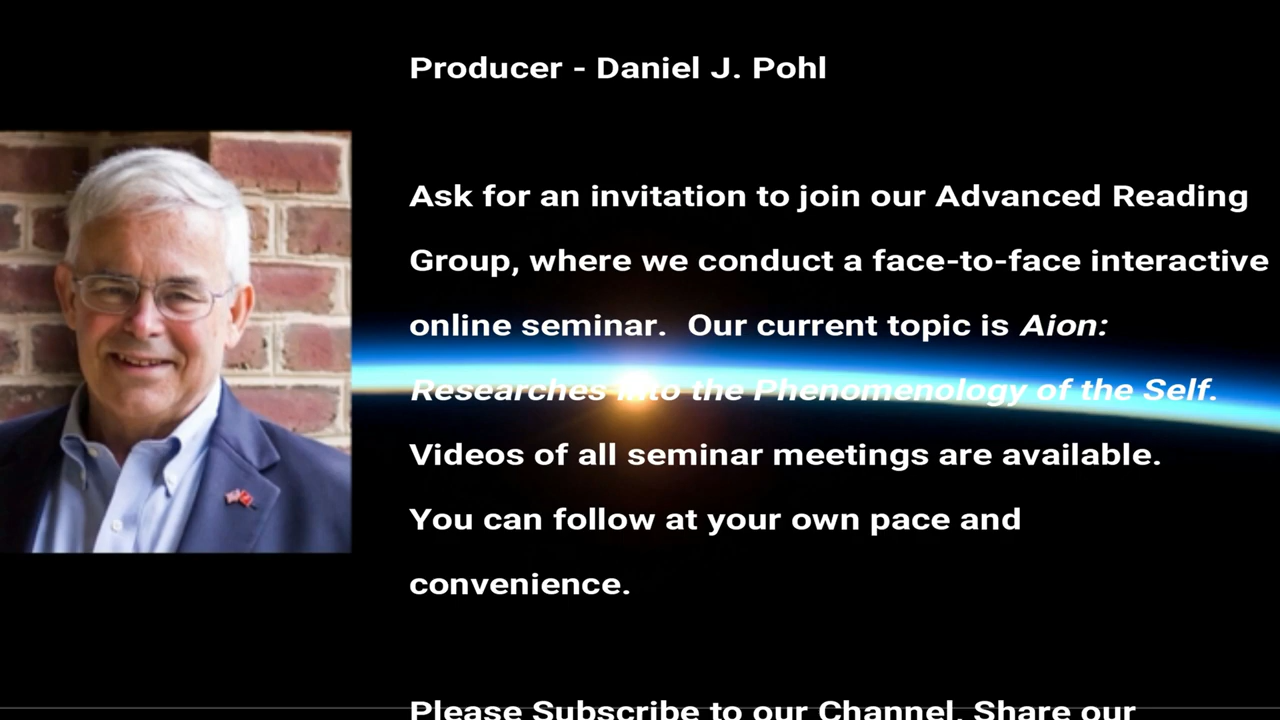 Producer - Daniel J. Pohl
Ask for an invitation to join our Advanced Reading
Group, where we conduct a face-to-face interactive
online seminar.  Our current topic is Aion:
Researches into the Phenomenology of the Self.
Videos of all seminar meetings are available.
You can follow at your own pace and
convenience.
Please Subscribe to our Channel. Share our